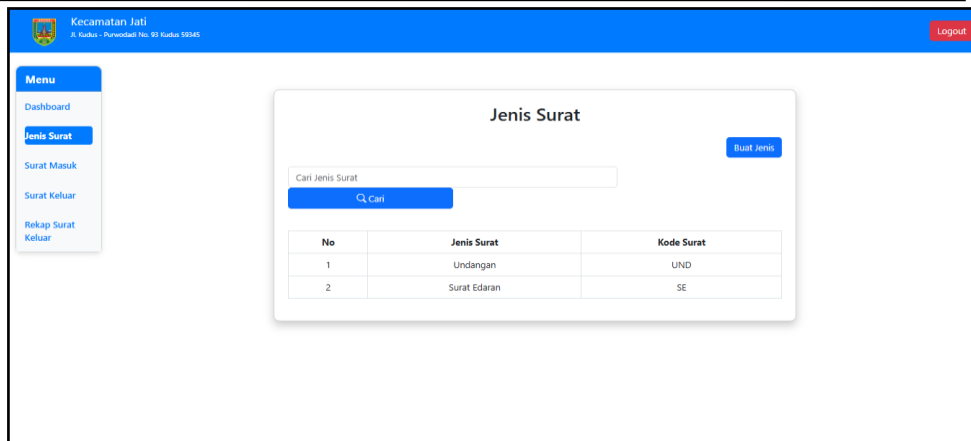 Kecamatan Jati
Jl. Kudus - Purwodadi No. 93 Kudus 59345
Logout
Menu
Dashboard
Jenis Surat
Surat Masuk
Surat Keluar
Rekap Surat
Keluar
Jenis Surat
Buat Jenis
Cari Jenis Surat
Cari
No Jenis Surat Kode Surat
1 Undangan UND
2 Surat Edaran SE